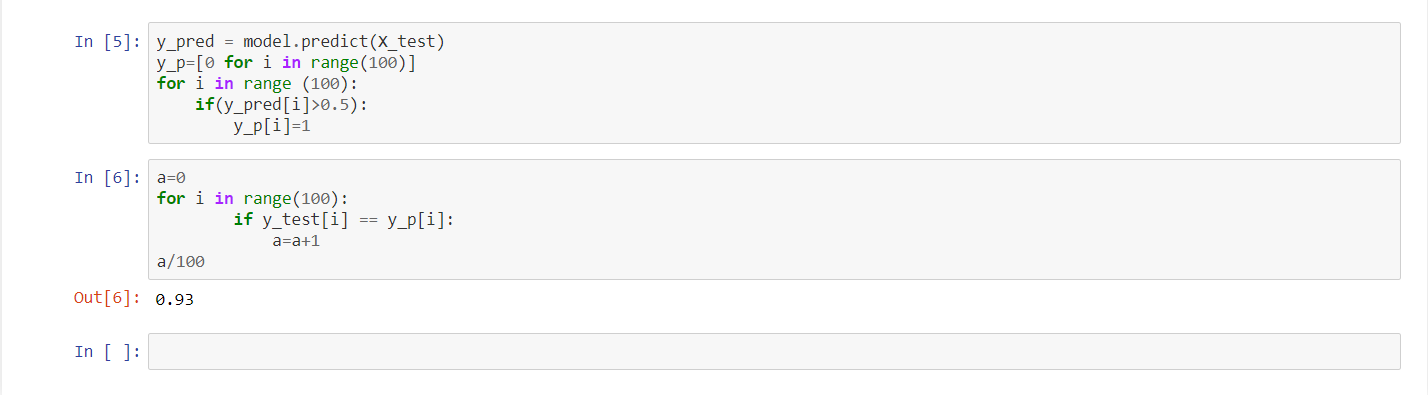 In [5]: y_pred = model.predict(X_test)
y_p=[0 for i in range(100)]
for i in range (100):
    if(y_pred[i]>0.5):
        y_p[i]=1
In [6]: a=0
for i in range(100):
        if y_test[i] == y_p[i]:
            a=a+1
a/100
Out[6]: 0.93
In [ ]: